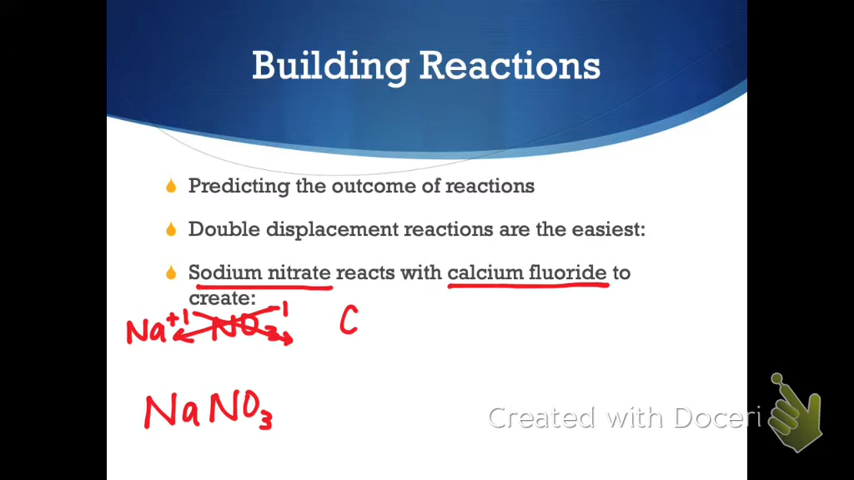 Building Reactions
Predicting the outcome of reactions
Double displacement reactions are the easiest:
Sodium nitrate reacts with calcium fluoride to
create:
Na+1 NO3-1 C
NaNO3
Created with Doceri